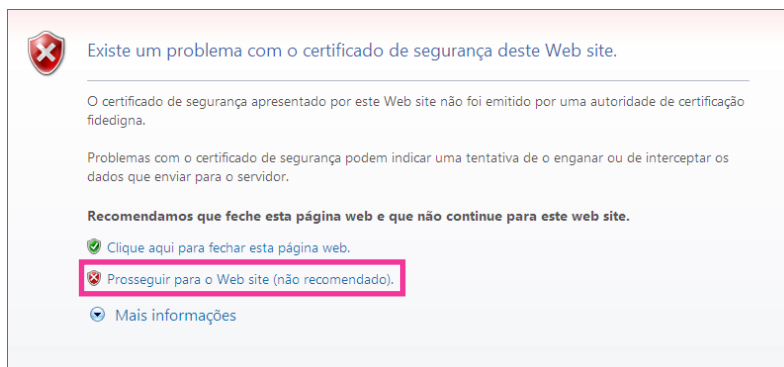 Existe um problema com o certificado de segurança deste Web site.
O certificado de segurança apresentado por este Web site não foi emitido por uma autoridade de certificação
fidedigna.
Problemas com o certificado de segurança podem indicar uma tentativa de o enganar ou de interceptar os
dados que enviar para o servidor.
Recomendamos que feche esta página web e que não continue para este web site.
Clique aqui para fechar esta página web.
Prosseguir para o Web site (não recomendado).
Mais informações